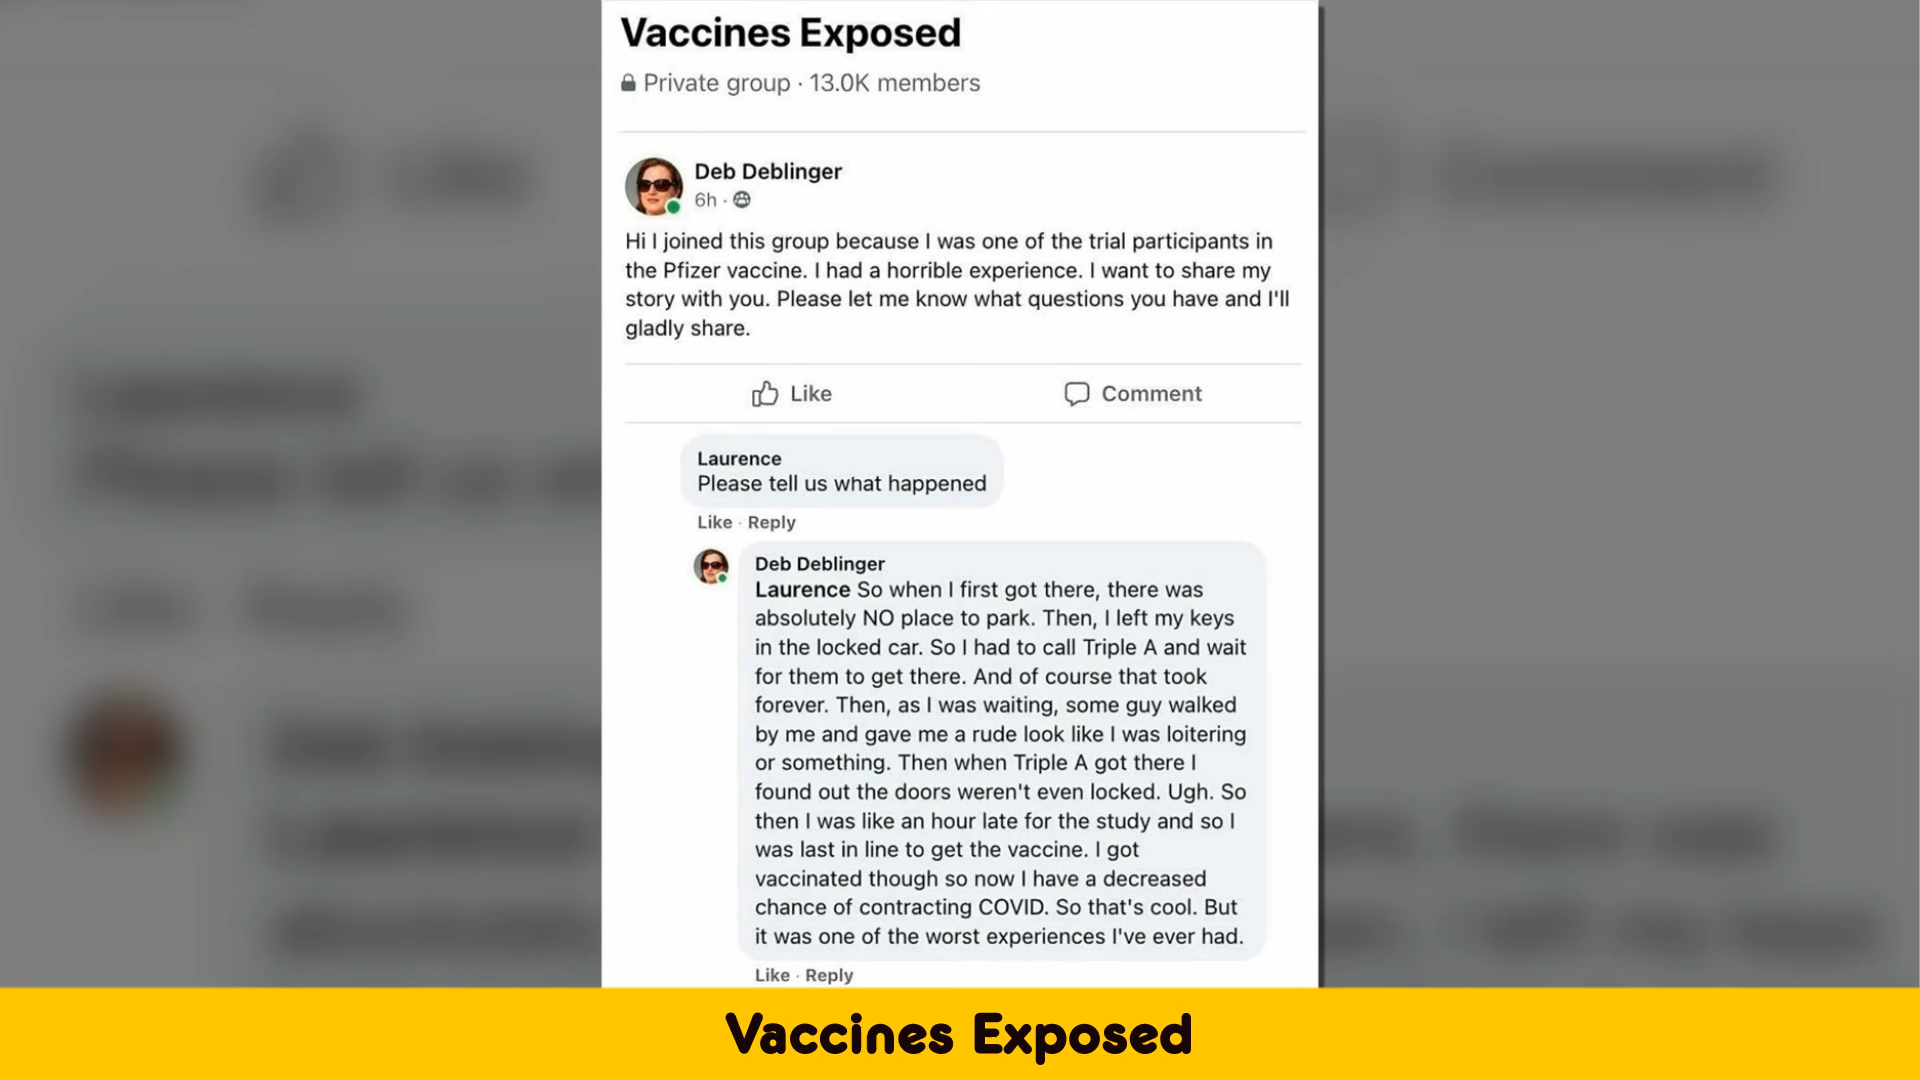 Vaccines Exposed
Private group · 13.0K members
Deb Deblinger
6h ·
Hi I joined this group because I was one of the trial participants in
the Pfizer vaccine. I had a horrible experience. I want to share my
story with you. Please let me know what questions you have and I'll
gladly share.
Like
Comment
Laurence
Please tell us what happened
Like · Reply
Deb Deblinger
Laurence So when I first got there, there was
absolutely NO place to park. Then, I left my keys
in the locked car. So I had to call Triple A and wait
for them to get there. And of course that took
forever. Then, as I was waiting, some guy walked
by me and gave me a rude look like I was loitering
or something. Then when Triple A got there I
found out the doors weren't even locked. Ugh. So
then I was like an hour late for the study and so I
was last in line to get the vaccine. I got
vaccinated though so now I have a decreased
chance of contracting COVID. So that's cool. But
it was one of the worst experiences I've ever had.
Like · Reply
Vaccines Exposed